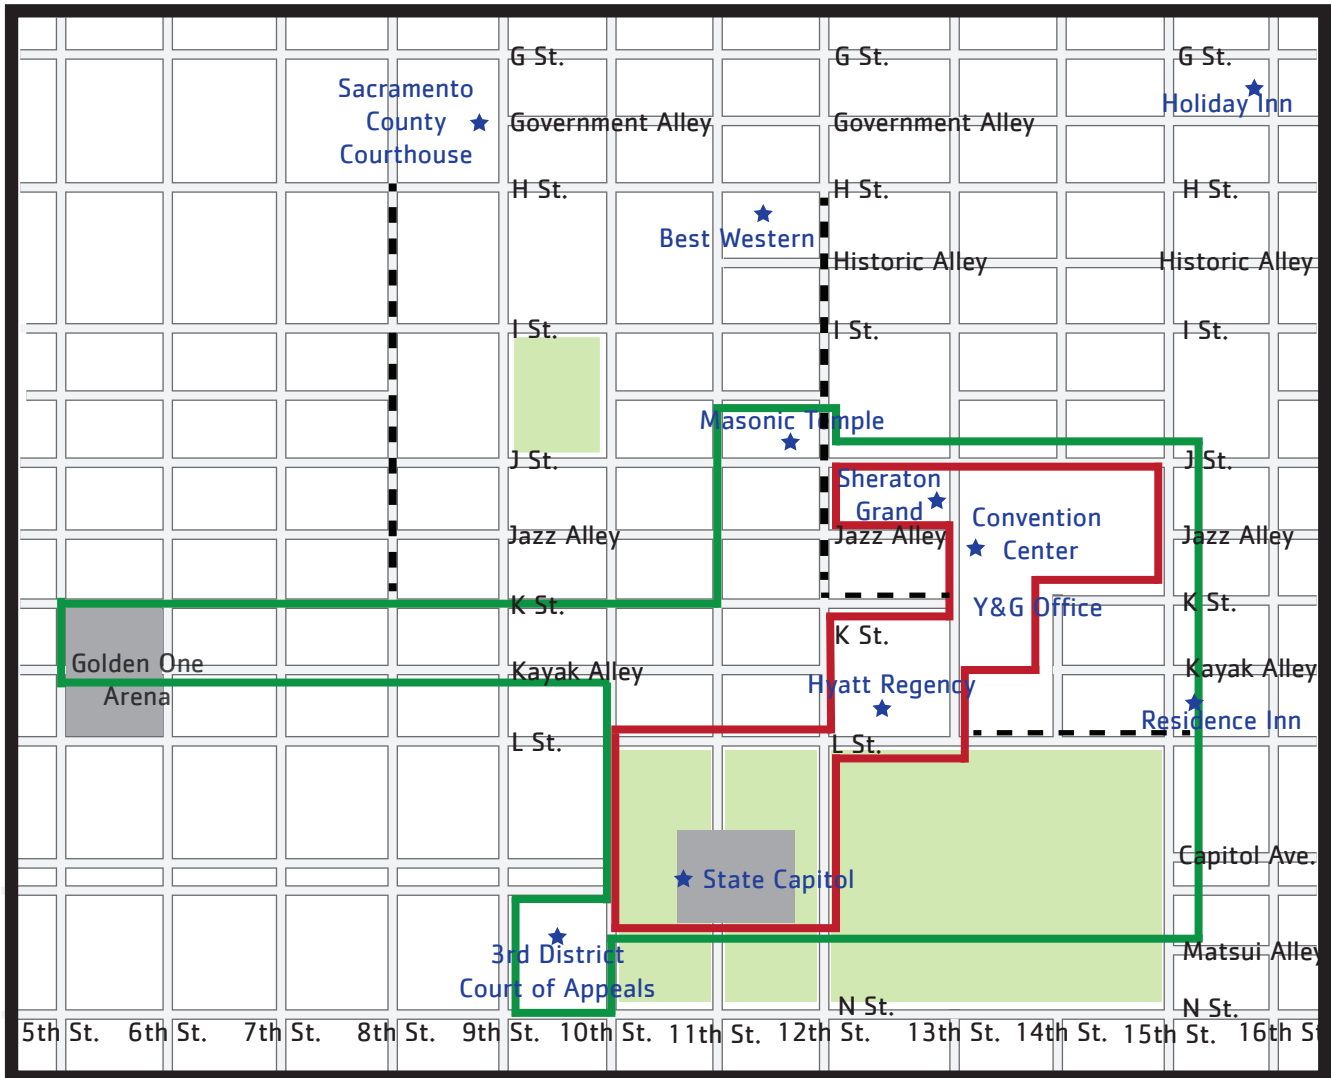 G St.
G St.
G St.
Sacramento
County
Courthouse
Holiday Inn
Government Alley
Government Alley
H St.
H St.
H St.
Best Western
Historic Alley
Historic Alley
I St.
I St.
I St.
Masonic Temple
J St.
J St.
Sheraton
Grand
Convention
Center
Jazz Alley
Jazz Alley
Jazz Alley
K St.
Y&G Office
K St.
K St.
Golden One
Arena
Kayak Alley
Kayak Alley
Hyatt Regency
Residence Inn
L St.
L St.
Capitol Ave.
State Capitol
3rd District
Court of Appeals
Matsui Alley
N St.
N St.
5th St. 6th St. 7th St. 8th St. 9th St. 10th St. 11th St. 12th St. 13th St. 14th St. 15th St. 16th St